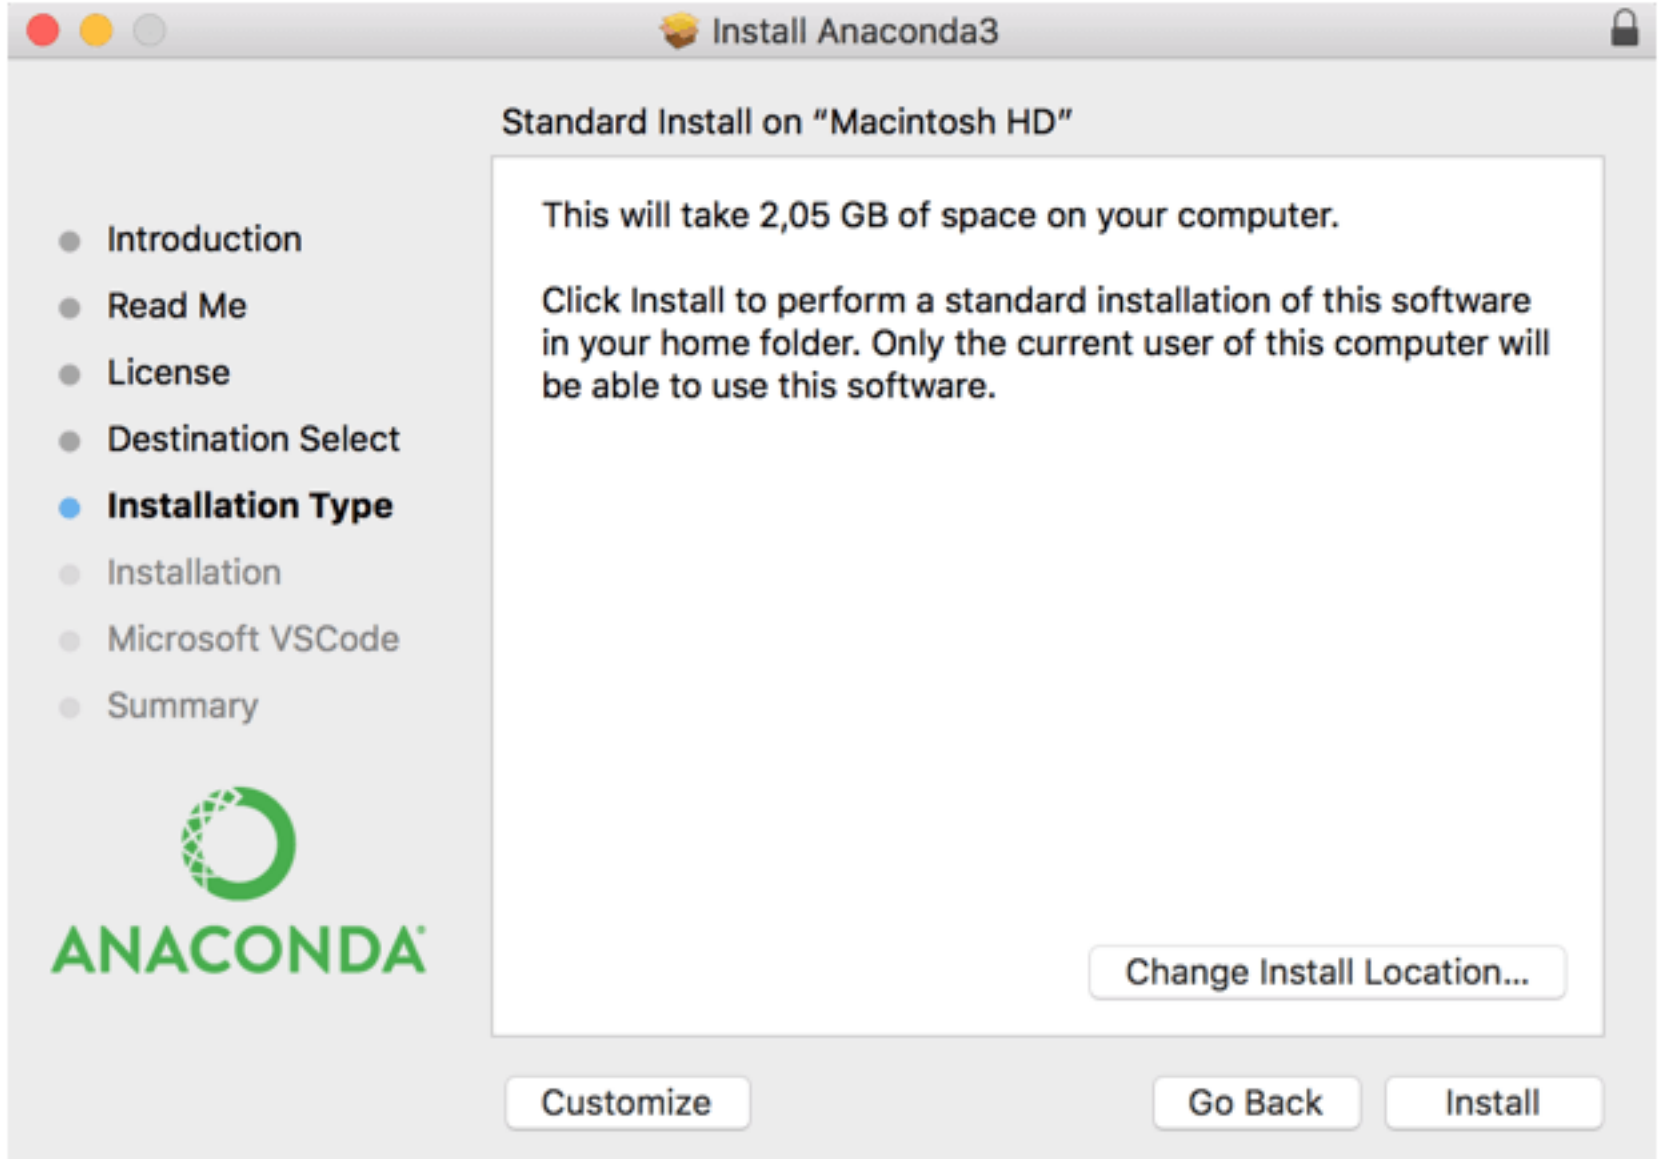 Install Anaconda3
Standard Install on “Macintosh HD”
Introduction
Read Me
License
Destination Select
Installation Type
Installation
Microsoft VSCode
Summary
ANACONDA
This will take 2,05 GB of space on your computer.
Click Install to perform a standard installation of this software
in your home folder. Only the current user of this computer will
be able to use this software.
Change Install Location...
Customize
Go Back
Install